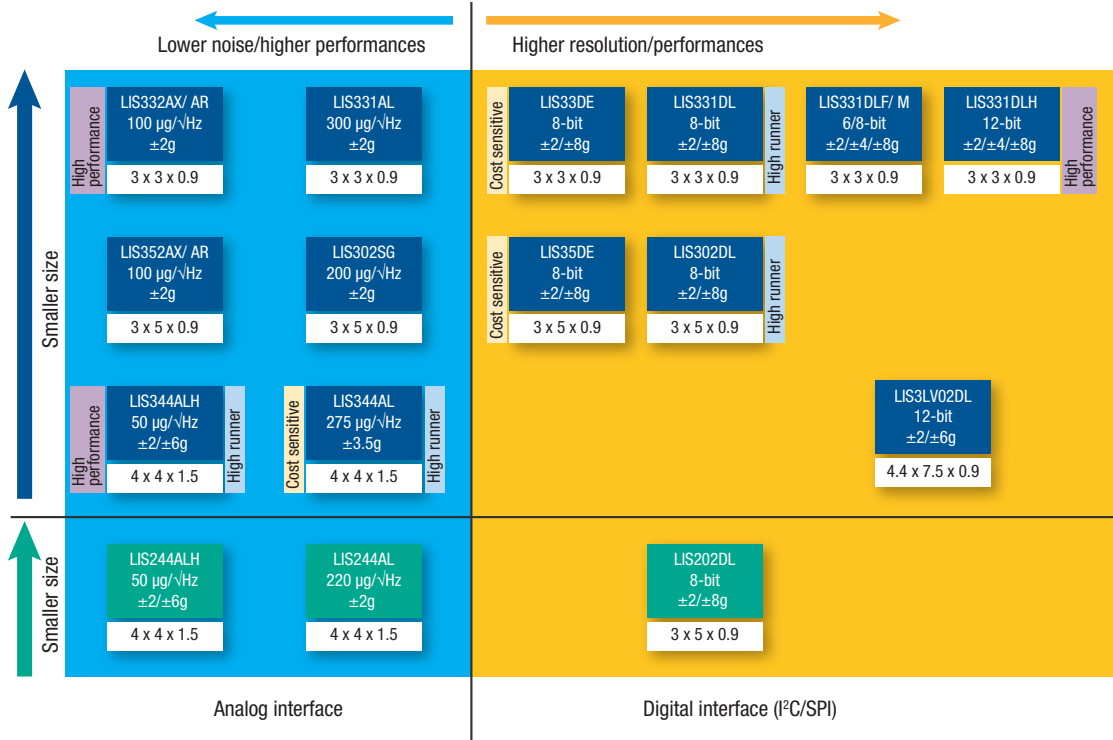 Lower noise/higher performances
Higher resolution/performances
Smaller size
High
performance
LIS332AX/ AR
100 µg/√Hz
±2g
3 x 3 x 0.9
LIS331AL
300 µg/√Hz
±2g
3 x 3 x 0.9
Cost sensitive
LIS33DE
8-bit
±2/±8g
3 x 3 x 0.9
LIS331DL
8-bit
±2/±8g
3 x 3 x 0.9
High runner
LIS331DLF/ M
6/8-bit
±2/±4/±8g
3 x 3 x 0.9
LIS331DLH
12-bit
±2/±4/±8g
3 x 3 x 0.9
High
performance
LIS352AX/ AR
100 µg/√Hz
±2g
3 x 5 x 0.9
LIS302SG
200 µg/√Hz
±2g
3 x 5 x 0.9
Cost sensitive
LIS35DE
8-bit
±2/±8g
3 x 5 x 0.9
LIS302DL
8-bit
±2/±8g
3 x 5 x 0.9
High runner
High
performance
LIS344ALH
50 µg/√Hz
±2/±6g
4 x 4 x 1.5
High runner
Cost sensitive
LIS344AL
275 µg/√Hz
±3.5g
4 x 4 x 1.5
High runner
LIS3LV02DL
12-bit
±2/±6g
4.4 x 7.5 x 0.9
Smaller size
LIS244ALH
50 µg/√Hz
±2/±6g
4 x 4 x 1.5
LIS244AL
220 µg/√Hz
±2g
4 x 4 x 1.5
LIS202DL
8-bit
±2/±8g
3 x 5 x 0.9
Analog interface
Digital interface (I²C/SPI)